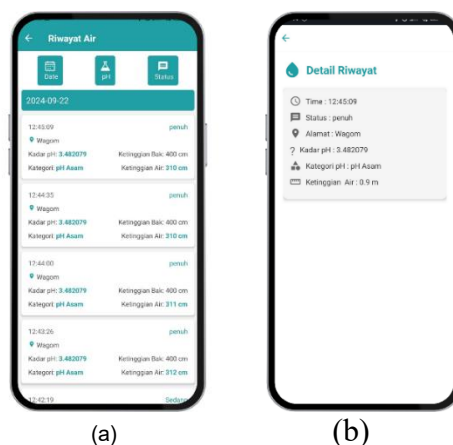 Riwayat Air
Date
pH
Status
2024-09-22
12:45:09 penuh
Wagom
Kadar pH: 3.482079 Ketinggian Bak: 400 cm
Kategori: pH Asam Ketinggian Air: 310 cm
12:44:35 penuh
Wagom
Kadar pH: 3.482079 Ketinggian Bak: 400 cm
Kategori: pH Asam Ketinggian Air: 310 cm
12:44:00 penuh
Wagom
Kadar pH: 3.482079 Ketinggian Bak: 400 cm
Kategori: pH Asam Ketinggian Air: 311 cm
12:43:26 penuh
Wagom
Kadar pH: 3.482079 Ketinggian Bak: 400 cm
Kategori: pH Asam Ketinggian Air: 312 cm
12:42:19 Sedang
(a)
Detail Riwayat
Time : 12:45:09
Status : penuh
Alamat : Wagom
? Kadar pH : 3.482079
Kategori pH : pH Asam
Ketinggian Air : 0.9 m
(b)